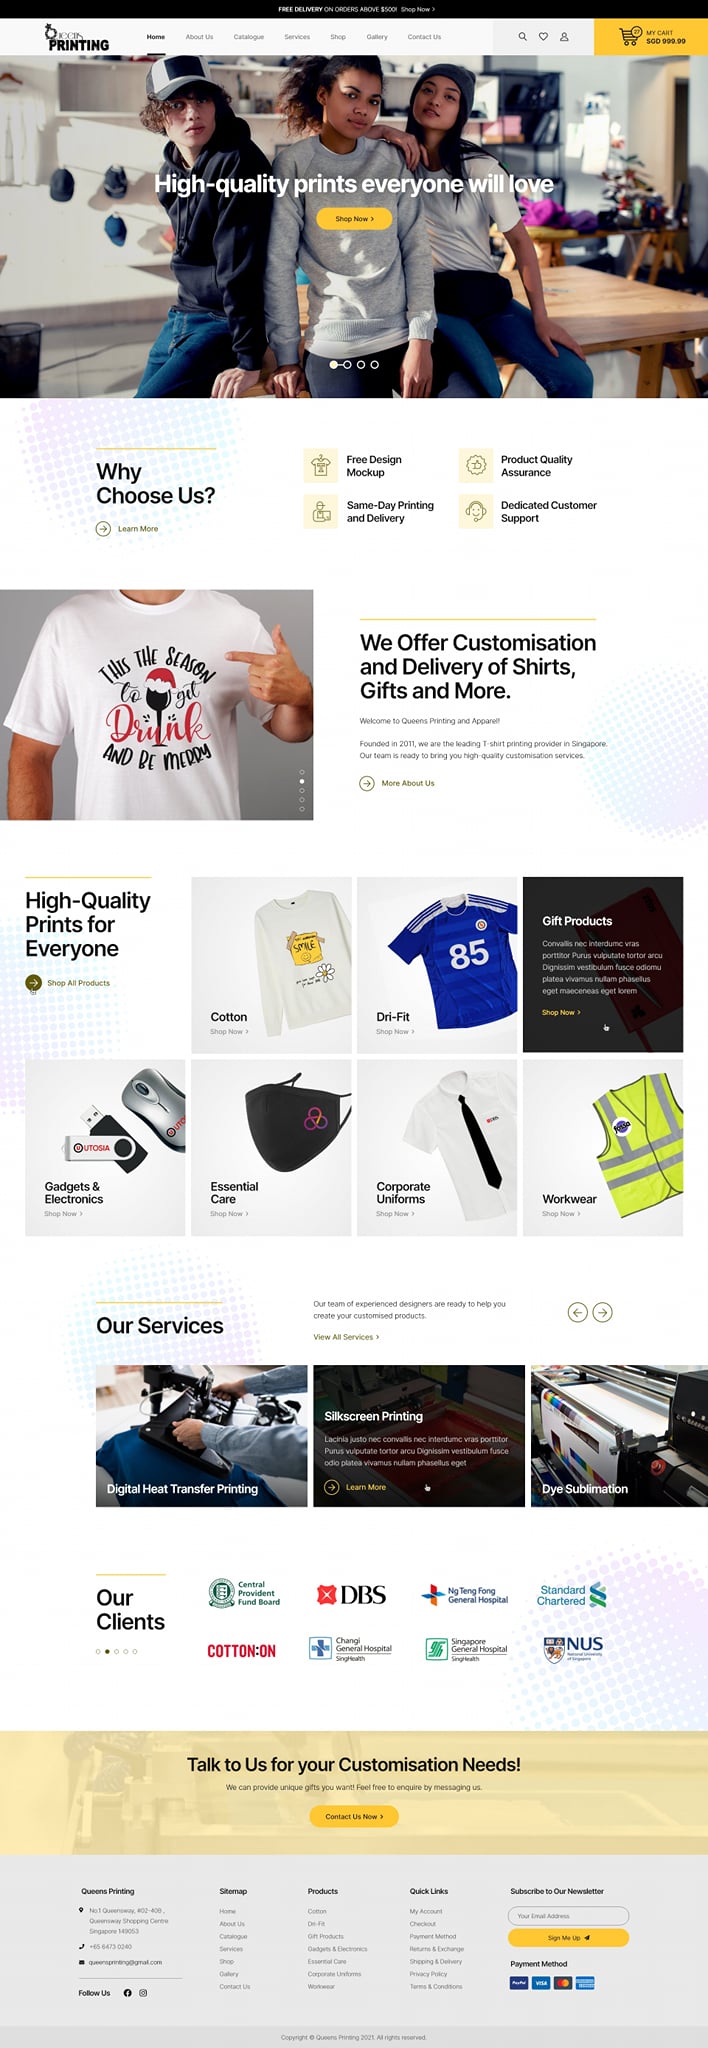 FREE DELIVERY ON ORDERS ABOVE $500! Shop Now >
Queens
PRINTING
Home
About Us
Catalogue
Services
Shop
Gallery
Contact Us
27
MY CART
SGD 999.99
High-quality prints everyone will love
Shop Now >
Why
Choose Us?
Learn More
Free Design
Mockup
Product Quality
Assurance
Same-Day Printing
and Delivery
Dedicated Customer
Support
THIS THE SEASON
to get
Drunk
AND BE MERRY
We Offer Customisation
and Delivery of Shirts,
Gifts and More.
Welcome to Queens Printing and Apparel!
Founded in 2011, we are the leading T-shirt printing provider in Singapore.
Our team is ready to bring you high-quality customisation services.
More About Us
High-Quality
Prints for
Everyone
Shop All Products
SMILE
Cotton
Shop Now >
85
Dri-Fit
Shop Now >
Gift Products
Convallis nec interdumc vras
porttitor Purus vulputate tortor arcu
Dignissim vestibulum fusce odiomu
platea vivamus nullam phasellus
eget maeceneas eget lorem
Shop Now >
UTOSIA
Gadgets &
Electronics
Shop Now >
Essential
Care
Shop Now >
Corporate
Uniforms
Shop Now >
Workwear
Shop Now >
Our Services
Our team of experienced designers are ready to help you
create your customised products.
View All Services >
Digital Heat Transfer Printing
Silkscreen Printing
Lacinia justo nec convallis nec interdumc vras porttitor
Purus vulputate tortor arcu Dignissim vestibulum fusce
odio platea vivamus nullam phasellus eget
Learn More
Dye Sublimation
Our
Clients
Central
Provident
Fund Board
DBS
Ng Teng Fong
General Hospital
Standard
Chartered
COTTON:ON
Changi
General Hospital
SingHealth
Singapore
General Hospital
SingHealth
NUS
National University
of Singapore
Talk to Us for your Customisation Needs!
We can provide unique gifts you want! Feel free to enquire by messaging us.
Contact Us Now >
Queens Printing
No.1 Queensway, #02-40B ,
Queensway Shopping Centre
Singapore 149053
+65 6473 0240
queensprinting@gmail.com
Follow Us
Sitemap
Home
About Us
Catalogue
Services
Shop
Gallery
Contact Us
Products
Cotton
Dri-Fit
Gift Products
Gadgets & Electronics
Essential Care
Corporate Uniforms
Workwear
Quick Links
My Account
Checkout
Payment Method
Returns & Exchange
Shipping & Delivery
Privacy Policy
Terms & Conditions
Subscribe to Our Newsletter
Your Email Address
Sign Me Up
Payment Method
PayPal
VISA
Copyright © Queens Printing 2021. All rights reserved.